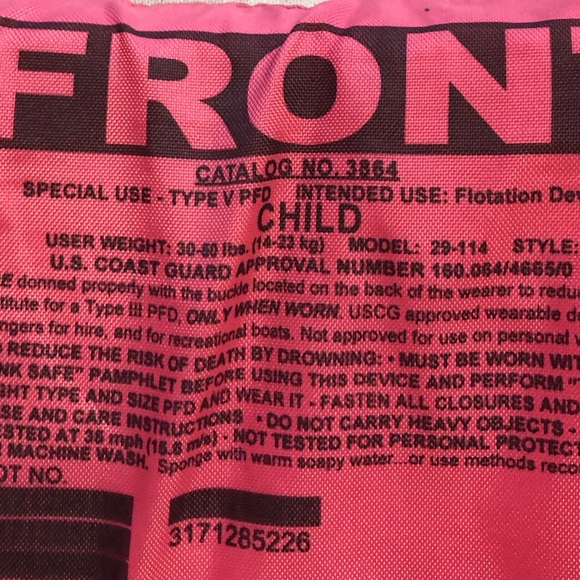 FRONT
CATALOG NO. 3864
SPECIAL USE - TYPE V PFD INTENDED USE: Flotation Dev
CHILD
USER WEIGHT: 30-50 lbs. (14-23 kg) MODEL: 29-114 STYLE:
U.S. COAST GUARD APPROVAL NUMBER 160.064/4665/0
E donned properly with the buckle located on the back of the wearer to redu
titute for a Type III PFD, ONLY WHEN WORN. USCG approved wearable de
ngers for hire, and for recreational boats. Not approved for use on personal w
REDUCE THE RISK OF DEATH BY DROWNING: • MUST BE WORN WIT
NK SAFE" PAMPHLET BEFORE USING THIS DEVICE AND PERFORM "
GHT TYPE AND SIZE PFD AND WEAR IT - FASTEN ALL CLOSURES AND
SE AND CARE INSTRUCTIONS • DO NOT CARRY HEAVY OBJECTS -
ESTED AT 35 mph (15.6 m/s) - NOT TESTED FOR PERSONAL PROTECT
MACHINE WASH. Sponge with warm soapy water...or use methods reco
OT NO.
3171285226